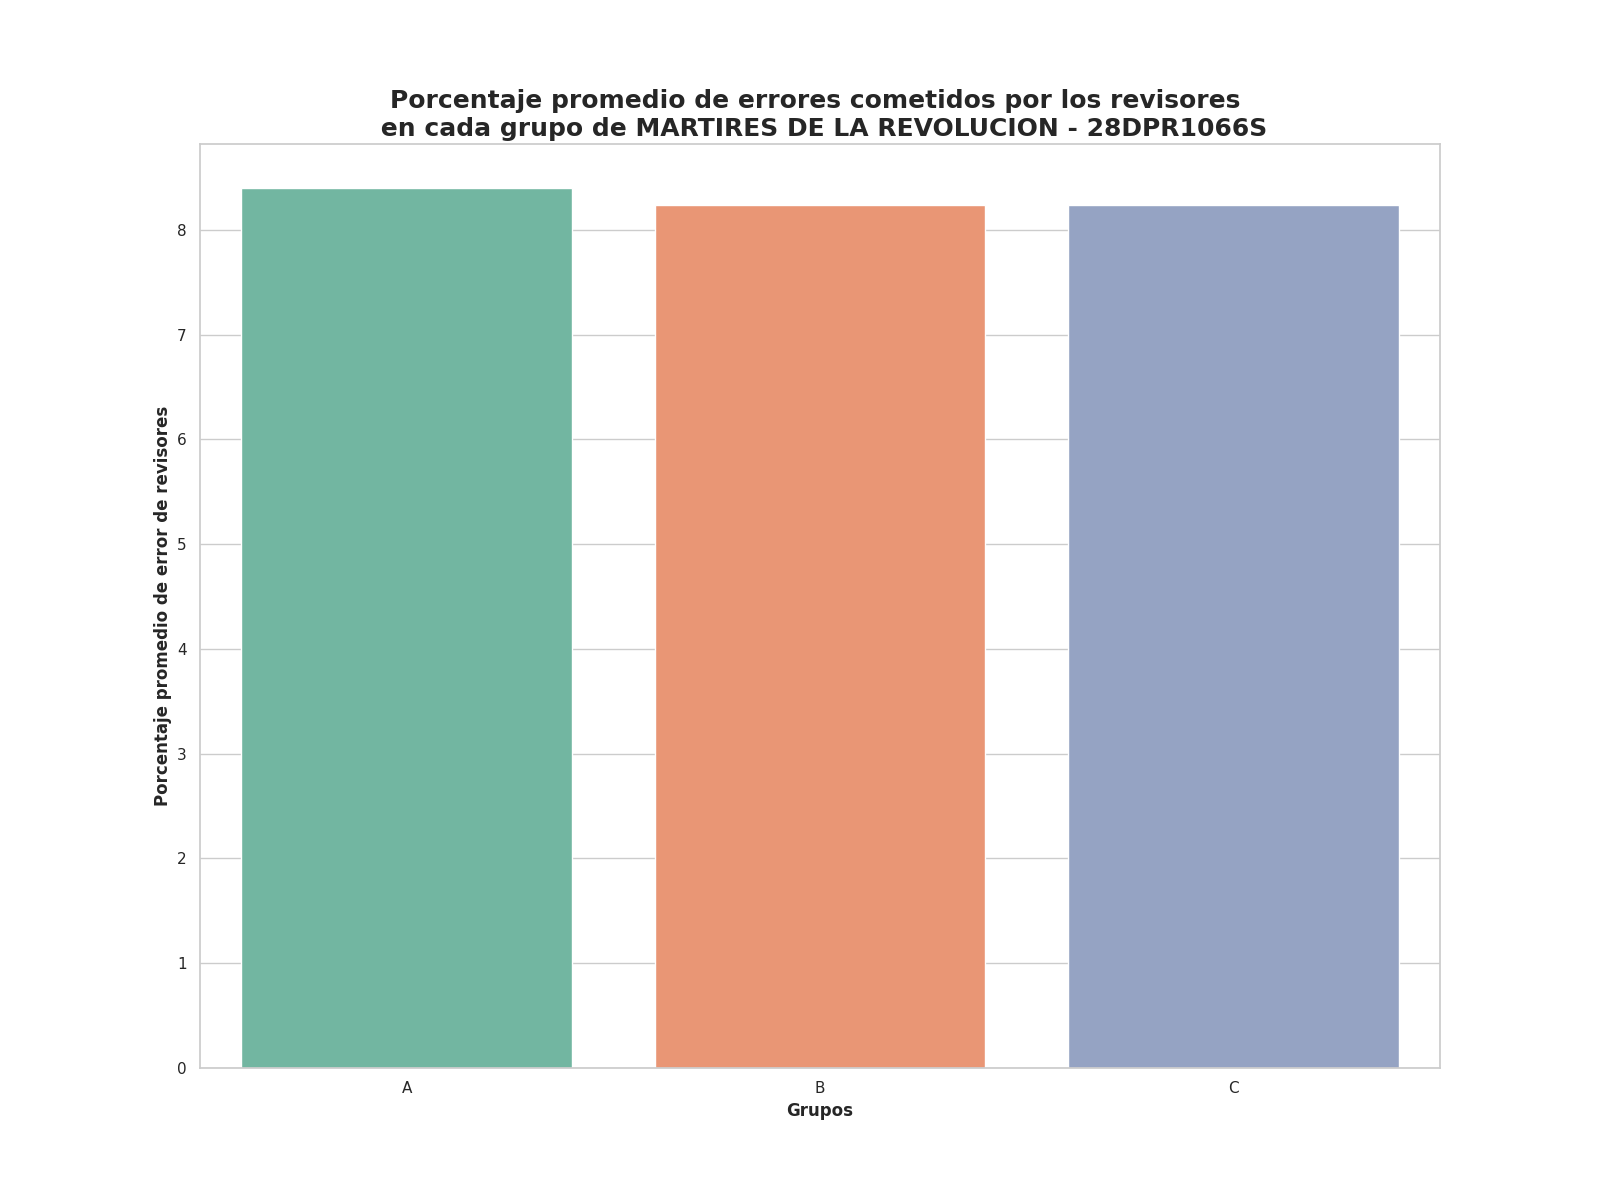 Porcentaje promedio de errores cometidos por los revisores
en cada grupo de MARTIRES DE LA REVOLUCION - 28DPR1066S
Porcentaje promedio de error de revisores
8
7
6
5
4
3
2
1
0
A
B
C
Grupos